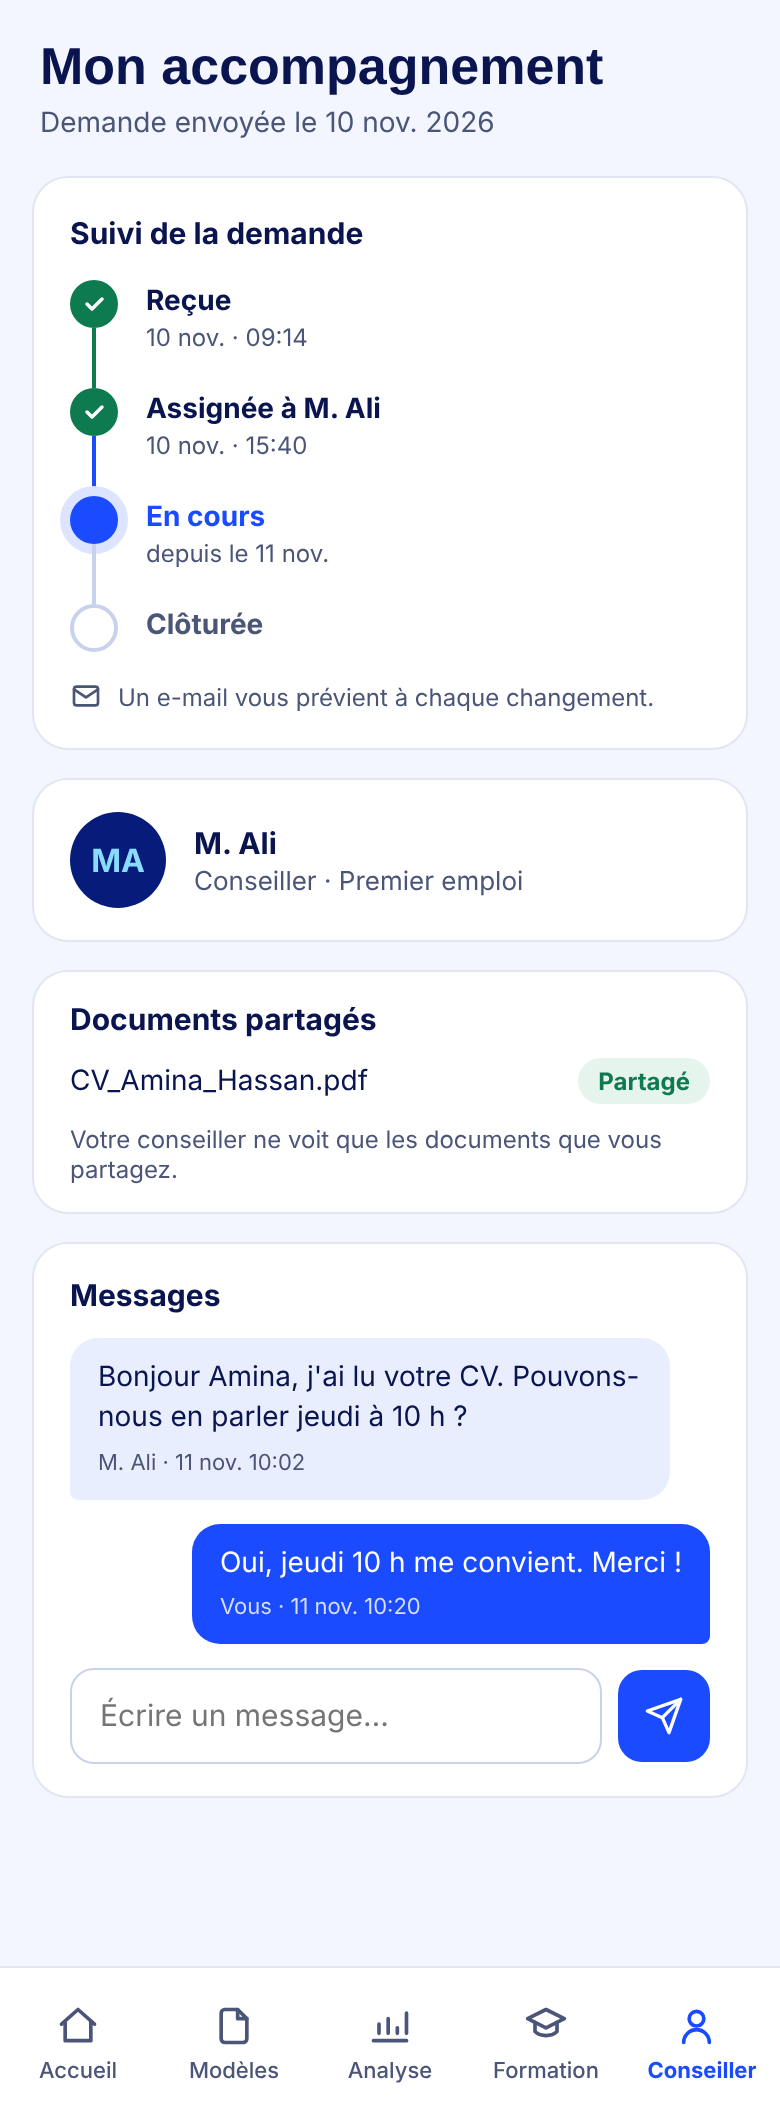 Mon accompagnement
Demande envoyée le 10 nov. 2026
Suivi de la demande
Reçue
10 nov. · 09:14
Assignée à M. Ali
10 nov. · 15:40
En cours
depuis le 11 nov.
Clôturée
Un e-mail vous prévient à chaque changement.
MA
M. Ali
Conseiller · Premier emploi
Documents partagés
CV_Amina_Hassan.pdf
Partagé
Votre conseiller ne voit que les documents que vous
partagez.
Messages
Bonjour Amina, j'ai lu votre CV. Pouvons-
nous en parler jeudi à 10 h ?
M. Ali · 11 nov. 10:02
Oui, jeudi 10 h me convient. Merci !
Vous · 11 nov. 10:20
Écrire un message...
Accueil
Modèles
Analyse
Formation
Conseiller